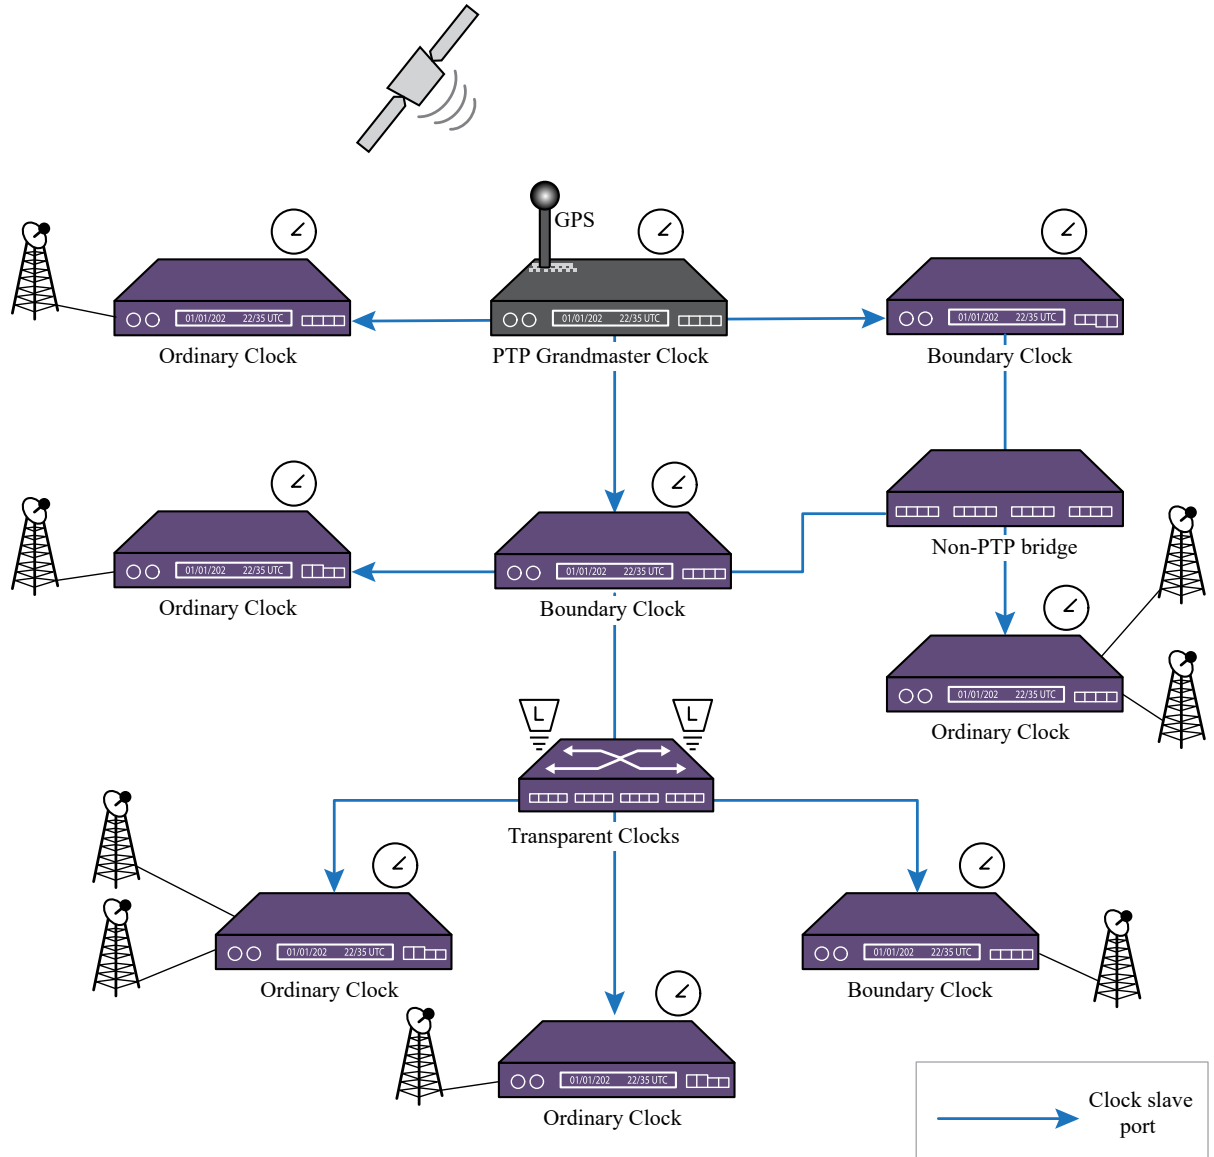 GPS
01/01/202 22/35 UTC
01/01/202 22/35 UTC
01/01/202 22/35 UTC
Ordinary Clock
PTP Grandmaster Clock
Boundary Clock
Non-PTP bridge
01/01/202 22/35 UTC
01/01/202 22/35 UTC
Ordinary Clock
Boundary Clock
01/01/202 22/35 UTC
Ordinary Clock
L
L
Transparent Clocks
01/01/202 22/35 UTC
01/01/202 22/35 UTC
Ordinary Clock
Boundary Clock
01/01/202 22/35 UTC
Ordinary Clock
Clock slave
port